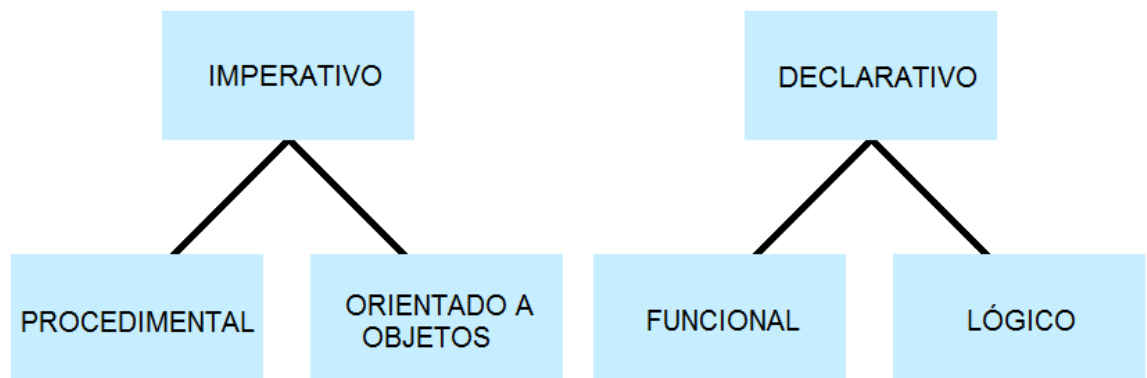 IMPERATIVO
DECLARATIVO
PROCEDIMENTAL
ORIENTADO A
OBJETOS
FUNCIONAL
LÓGICO